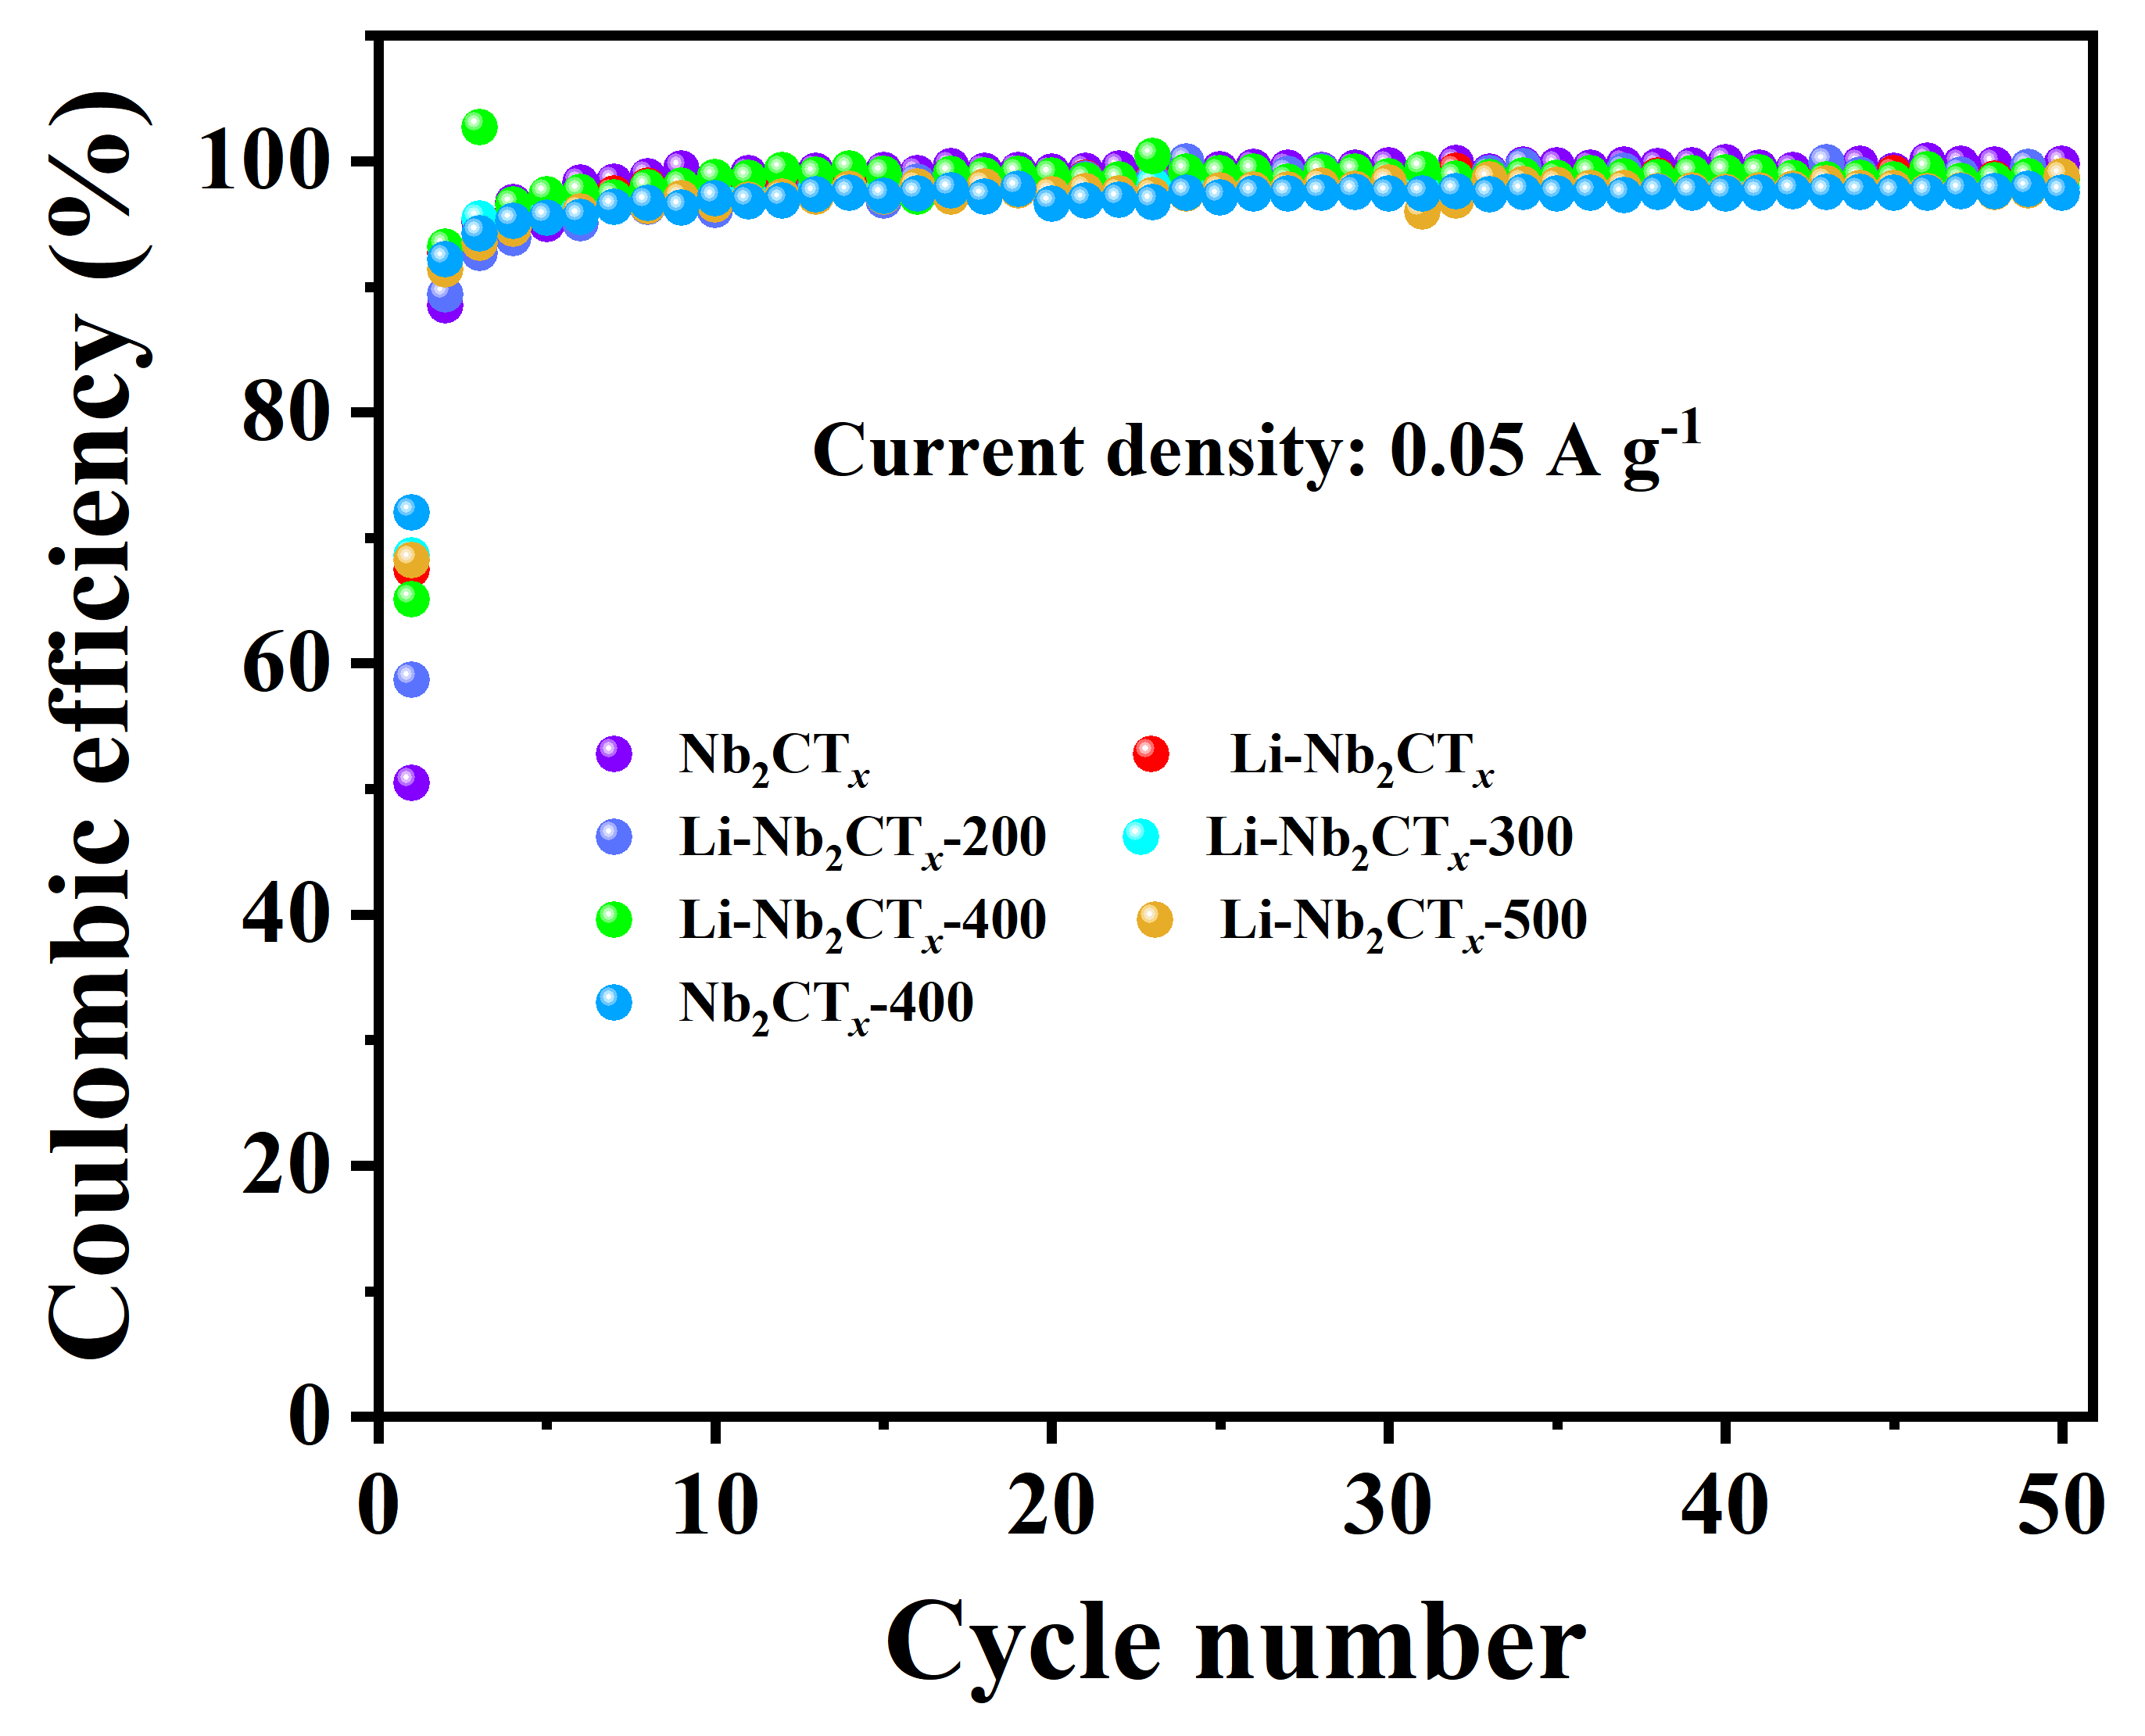 Coulombic efficiency (%)
100
80
60
40
20
0
Current density: 0.05 A g⁻¹
Nb₂CTₓ Li-Nb₂CTₓ
Li-Nb₂CTₓ-200 Li-Nb₂CTₓ-300
Li-Nb₂CTₓ-400 Li-Nb₂CTₓ-500
Nb₂CTₓ-400
0 10 20 30 40 50
Cycle number